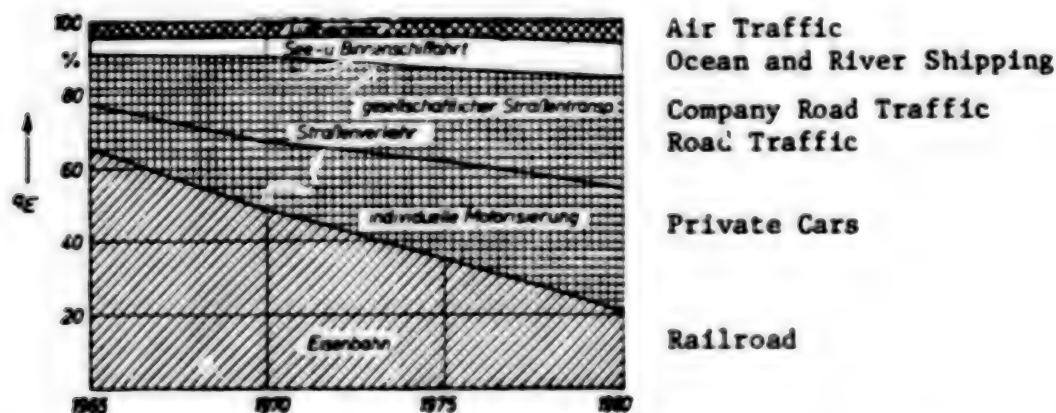 100
%
80
60
40
20
qE
See- u Binnenschiffahrt
gesellschaftlicher Straßentransp.
Straßenverkehr
individuelle Motorisierung
Eisenbahn
1965
1970
1975
1980
Air Traffic
Ocean and River Shipping
Company Road Traffic
Road Traffic
Private Cars
Railroad